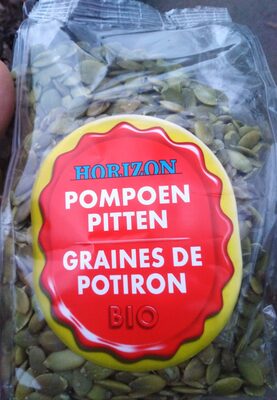 HORIZON
POMPOEN
PITTEN
GRAINES DE
POTIRON
BIO